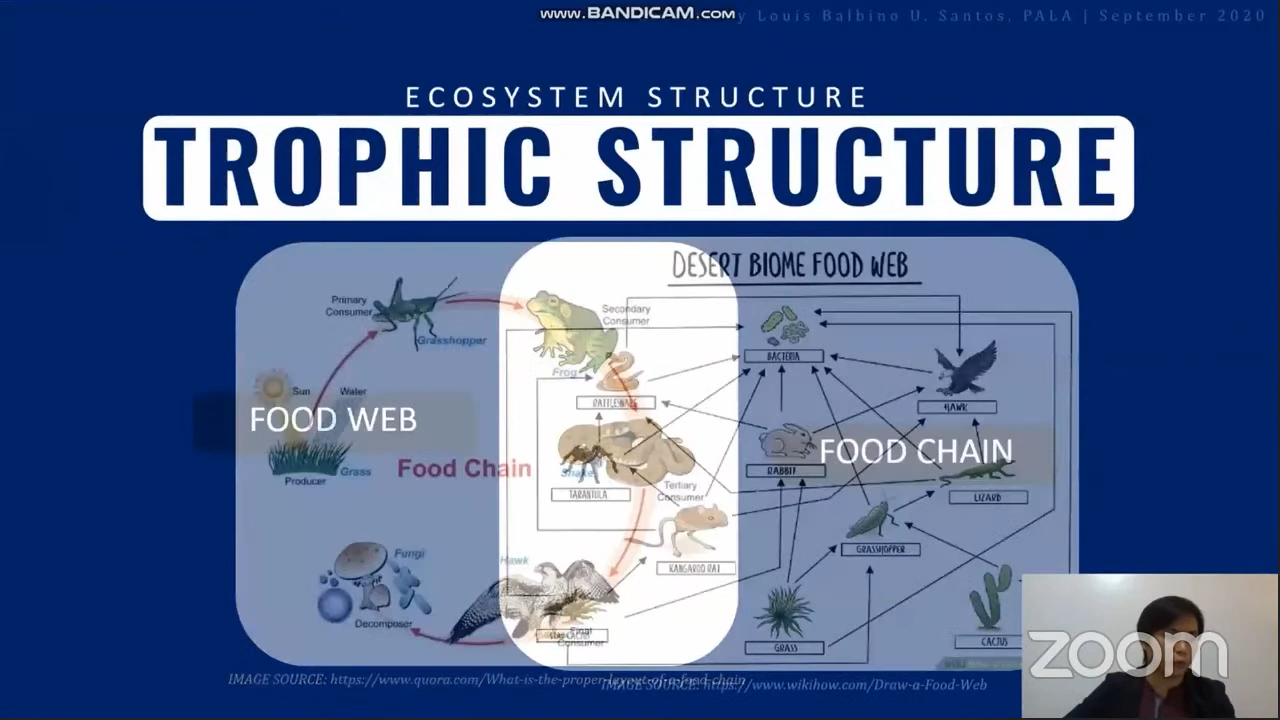 www.BANDICAM.com
y Louis Balbino U. Santos, PALA | September 2020
ECOSYSTEM STRUCTURE
TROPHIC STRUCTURE
DESERT BIOME FOOD WEB
Primary
Consumer
Grasshopper
Secondary
Consumer
Frog
BACTERIA
Sun
Water
RATTLESNAKE
HAWK
FOOD WEB
FOOD CHAIN
Grass
Producer
Food Chain
Snake
TARANTULA
Tertiary
Consumer
RABBIT
LIZARD
GRASSHOPPER
KANGAROO RAT
Fungi
Hawk
Decomposer
Final
Consumer
GRASS
CACTUS
zoom
IMAGE SOURCE: https://www.quora.com/What-is-the-proper-layout-of-a-food-chain
IMAGE SOURCE: https://www.wikihow.com/Draw-a-Food-Web